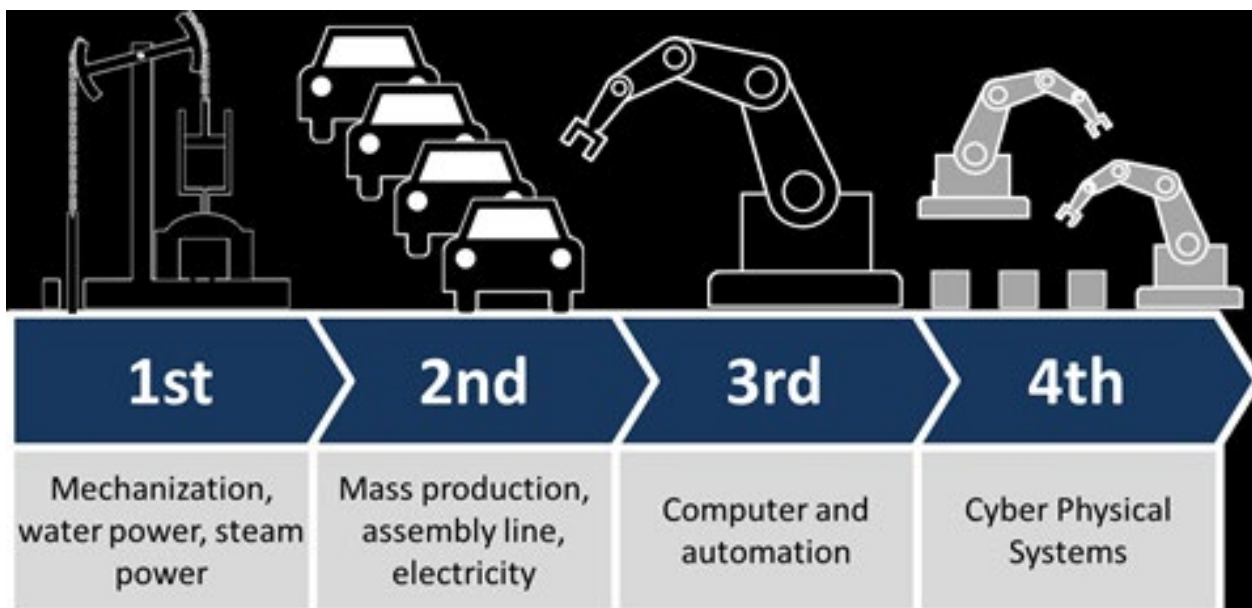 1st
2nd
3rd
4th
Mechanization,
water power, steam
power
Mass production,
assembly line,
electricity
Computer and
automation
Cyber Physical
Systems